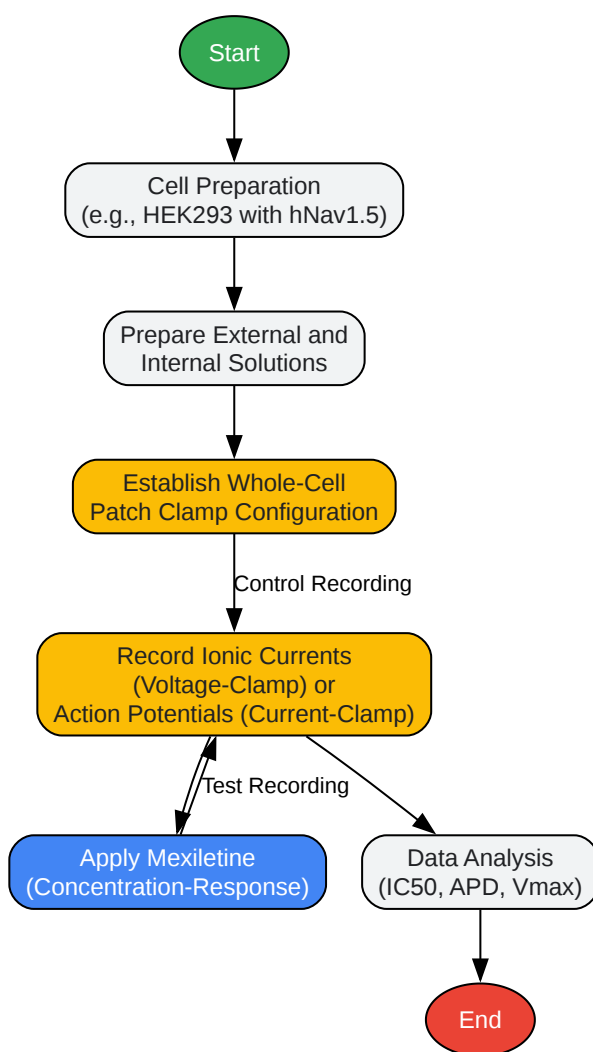 Start
Cell Preparation
(e.g., HEK293 with hNav1.5)
Prepare External and
Internal Solutions
Establish Whole-Cell
Patch Clamp Configuration
Control Recording
Record Ionic Currents
(Voltage-Clamp) or
Action Potentials (Current-Clamp)
Test Recording
Apply Mexiletine
(Concentration-Response)
Data Analysis
(IC50, APD, Vmax)
End